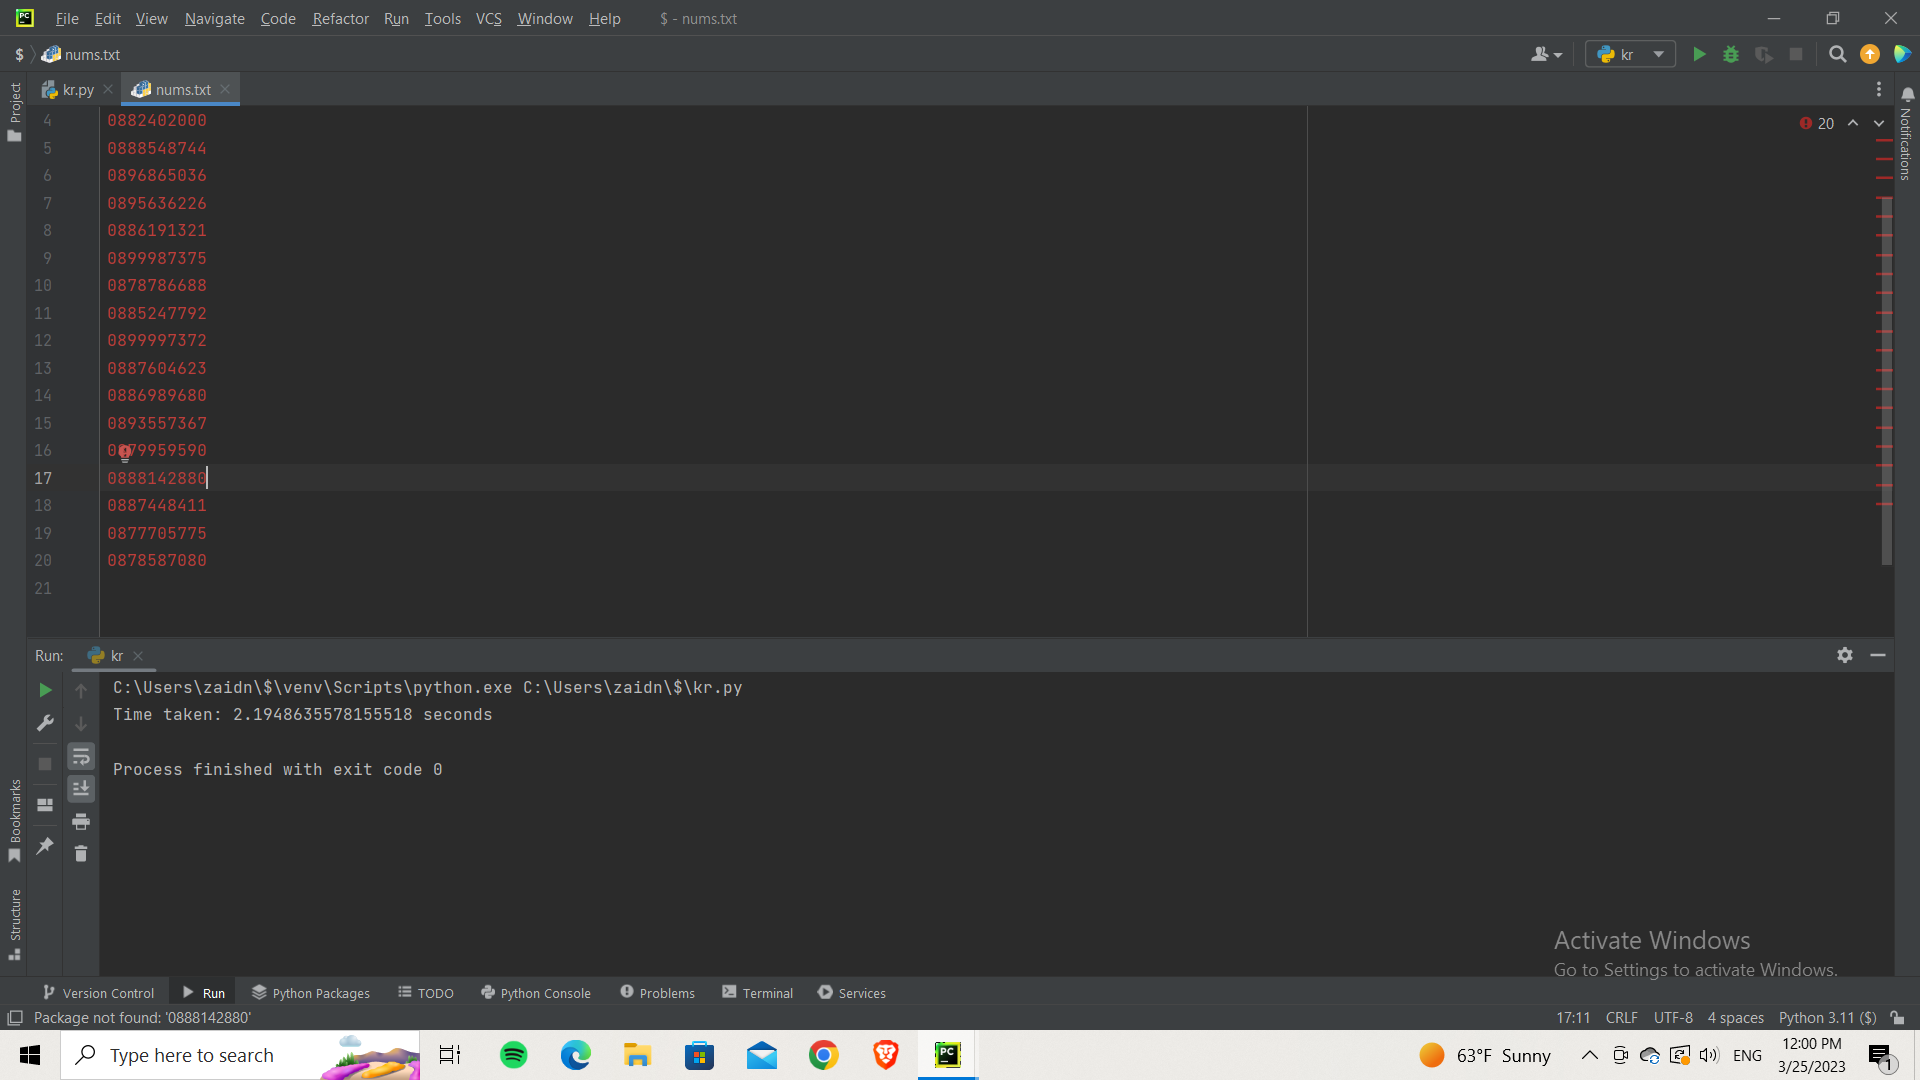 File Edit View Navigate Code Refactor Run Tools VCS Window Help $ - nums.txt
$ nums.txt kr
kr.py nums.txt
Project
Notifications
20
4 0882402000
5 0888548744
6 0896865036
7 0895636226
8 0886191321
9 0899987375
10 0878786688
11 0885247792
12 0899997372
13 0887604623
14 0886989680
15 0893557367
16 0879959590
17 0888142880
18 0887448411
19 0877705775
20 0878587080
21
Run: kr
C:\Users\zaidn\$\venv\Scripts\python.exe C:\Users\zaidn\$\kr.py
Time taken: 2.1948635578155518 seconds
Process finished with exit code 0
Bookmarks
Structure
Activate Windows
Go to Settings to activate Windows.
Version Control Run Python Packages TODO Python Console Problems Terminal Services
Package not found: '0888142880' 17:11 CRLF UTF-8 4 spaces Python 3.11 ($)
Type here to search 63°F Sunny ENG 12:00 PM
3/25/2023
1